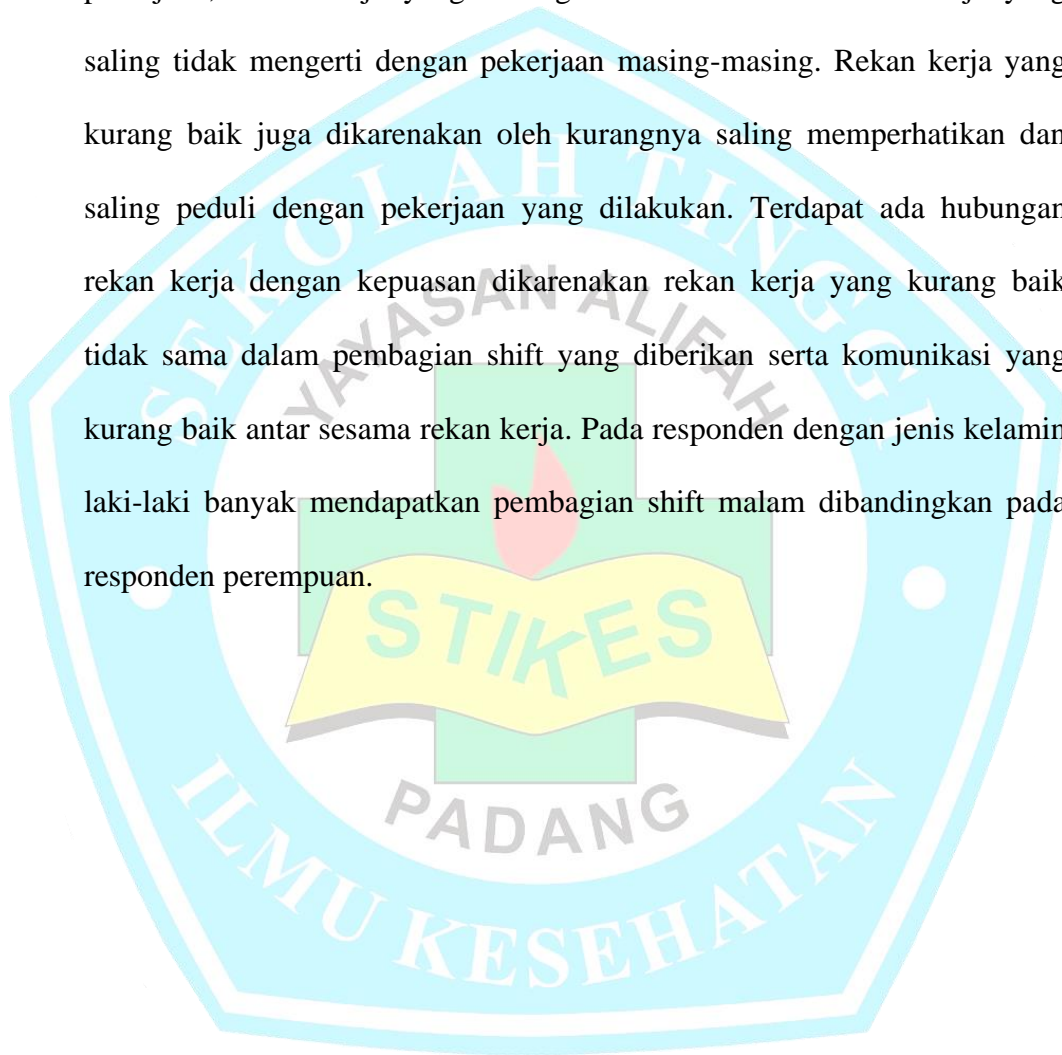 saling tidak mengerti dengan pekerjaan masing-masing. Rekan kerja yang
kurang baik juga dikarenakan oleh kurangnya saling memperhatikan dan
saling peduli dengan pekerjaan yang dilakukan. Terdapat ada hubungan
rekan kerja dengan kepuasan dikarenakan rekan kerja yang kurang baik
tidak sama dalam pembagian shift yang diberikan serta komunikasi yang
kurang baik antar sesama rekan kerja. Pada responden dengan jenis kelamin
laki-laki banyak mendapatkan pembagian shift malam dibandingkan pada
responden perempuan.
SEKOLAH TINGGI
YAYASAN ALIFAH
STIKES
PADANG
ILMU KESEHATAN